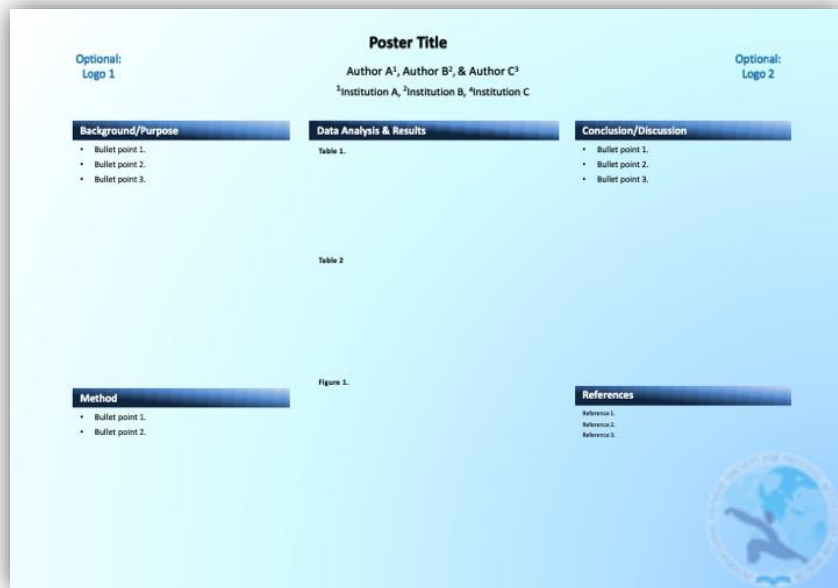 Poster Title
Optional:
Logo 1
Author A¹, Author B², & Author C³
¹Institution A, ²Institution B, ⁴Institution C
Optional:
Logo 2
Background/Purpose
• Bullet point 1.
• Bullet point 2.
• Bullet point 3.
Method
• Bullet point 1.
• Bullet point 2.
Data Analysis & Results
Table 1.
Table 2
Figure 1.
Conclusion/Discussion
• Bullet point 1.
• Bullet point 2.
• Bullet point 3.
References
Reference 1.
Reference 2.
Reference 3.